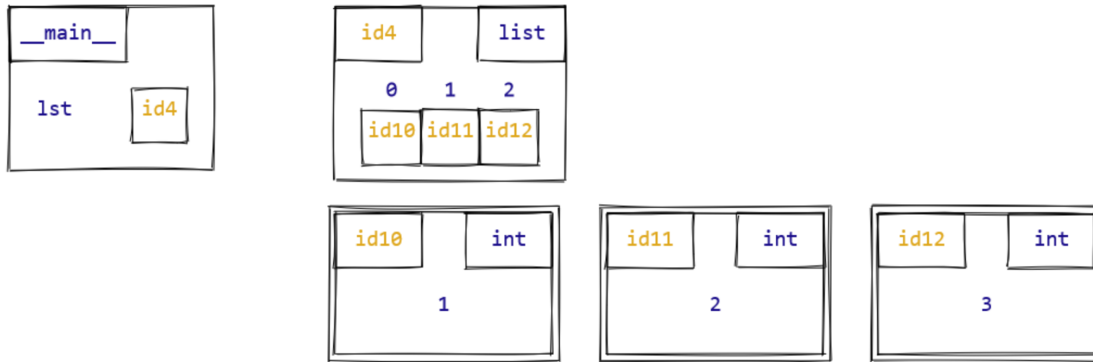 __main__
lst id4
id4 list
0 1 2
id10 id11 id12
id10 int
1
id11 int
2
id12 int
3